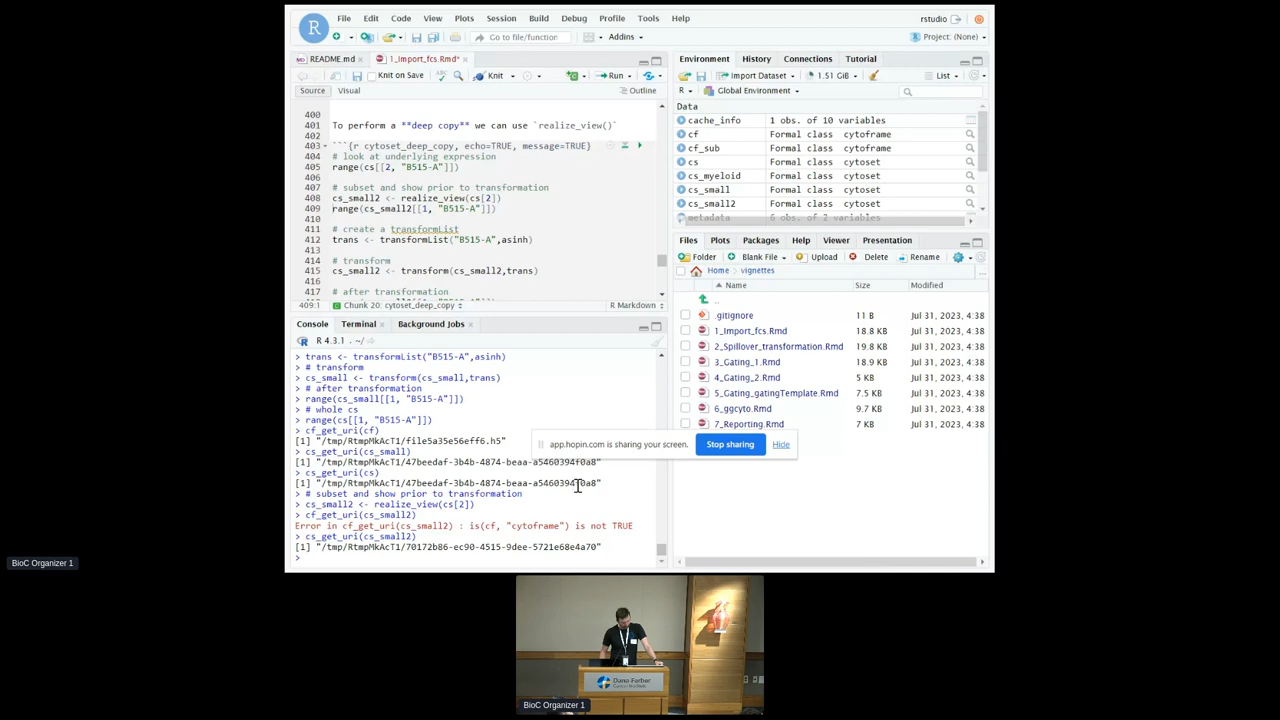 File Edit Code View Plots Session Build Debug Profile Tools Help
rstudio
R
Go to file/function
Addins
Project: (None)
README.md
1_Import_fcs.Rmd*
Knit on Save
Knit
Run
Source
Visual
Outline
400
401 To perform a **deep copy** we can use `realize_view()`
402
403 ```{r cytoset_deep_copy, echo=TRUE, message=TRUE}
404 # look at underlying expression
405 range(cs[[2, "B515-A"]])
406
407 # subset and show prior to transformation
408 cs_small2 <- realize_view(cs[2])
409 range(cs_small2[[1, "B515-A"]])
410
411 # create a transformList
412 trans <- transformList("B515-A",asinh)
413
414 # transform
415 cs_small2 <- transform(cs_small2,trans)
416
417 # after transformation
409:1
Chunk 20: cytoset_deep_copy
R Markdown
Console Terminal Background Jobs
R 4.3.1 . ~/
> trans <- transformList("B515-A",asinh)
> # transform
> cs_small <- transform(cs_small,trans)
> # after transformation
> range(cs_small[[1, "B515-A"]])
> # whole cs
> range(cs[[1, "B515-A"]])
> cf_get_uri(cf)
[1] "/tmp/RtmpMkAcT1/file5a35e56eff6.h5"
> cs_get_uri(cs_small)
[1] "/tmp/RtmpMkAcT1/47beedaf-3b4b-4874-beaa-a5460394f0a8"
> cs_get_uri(cs)
[1] "/tmp/RtmpMkAcT1/47beedaf-3b4b-4874-beaa-a5460394f0a8"
> # subset and show prior to transformation
> cs_small2 <- realize_view(cs[2])
> cf_get_uri(cs_small2)
Error in cf_get_uri(cs_small2) : is(cf, "cytoframe") is not TRUE
> cs_get_uri(cs_small2)
[1] "/tmp/RtmpMkAcT1/70172b86-ec90-4515-9dee-5721e68e4a70"
>
Environment History Connections Tutorial
Import Dataset
1.51 GiB
List
R
Global Environment
Data
cache_info 1 obs. of 10 variables
cf Formal class cytoframe
cf_sub Formal class cytoframe
cs Formal class cytoset
cs_myeloid Formal class cytoset
cs_small Formal class cytoset
cs_small2 Formal class cytoset
metadata 6 obs. of 2 variables
Files Plots Packages Help Viewer Presentation
Folder Blank File Upload Delete Rename
Home vignettes
Name Size Modified
..
.gitignore 11 B Jul 31, 2023, 4:38
1_Import_fcs.Rmd 18.8 KB Jul 31, 2023, 4:38
2_Spillover_transformation.Rmd 19.8 KB Jul 31, 2023, 4:38
3_Gating_1.Rmd 18.9 KB Jul 31, 2023, 4:38
4_Gating_2.Rmd 5 KB Jul 31, 2023, 4:38
5_Gating_gatingTemplate.Rmd 7.5 KB Jul 31, 2023, 4:38
6_ggcyto.Rmd 9.7 KB Jul 31, 2023, 4:38
7_Reporting.Rmd 7 KB Jul 31, 2023, 4:38
app.hopin.com is sharing your screen.
Stop sharing
Hide
BioC Organizer 1
Dana-Farber
Cancer Institute
BioC Organizer 1